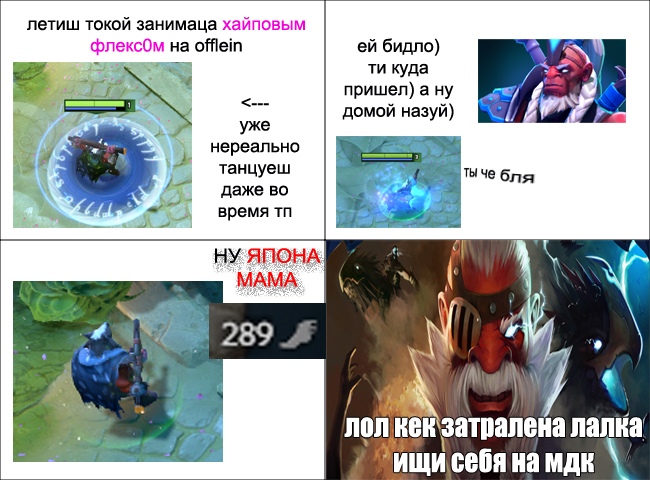 летиш токой занимаца хайповым
флекс0м на offlein
<---
уже
нереально
танцуеш
даже во
время тп
1
ей бидло)
ти куда
пришел) а ну
домой назуй)
ты че бля
НУ ЯПОНА
МАМА
289
лол кек затралена лалка
ищи себя на мдк